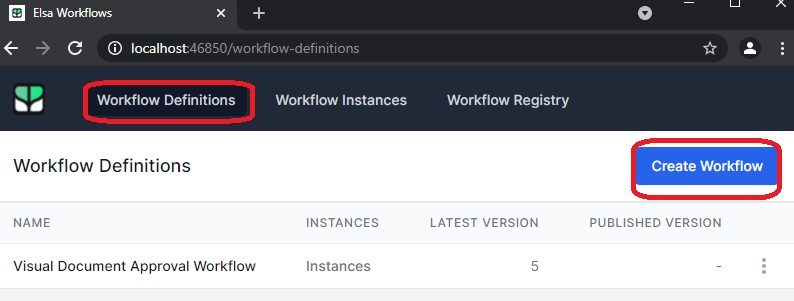 Elsa Workflows
localhost:46850/workflow-definitions
Workflow Definitions Workflow Instances Workflow Registry
Workflow Definitions Create Workflow
NAME INSTANCES LATEST VERSION PUBLISHED VERSION
Visual Document Approval Workflow Instances 5 -